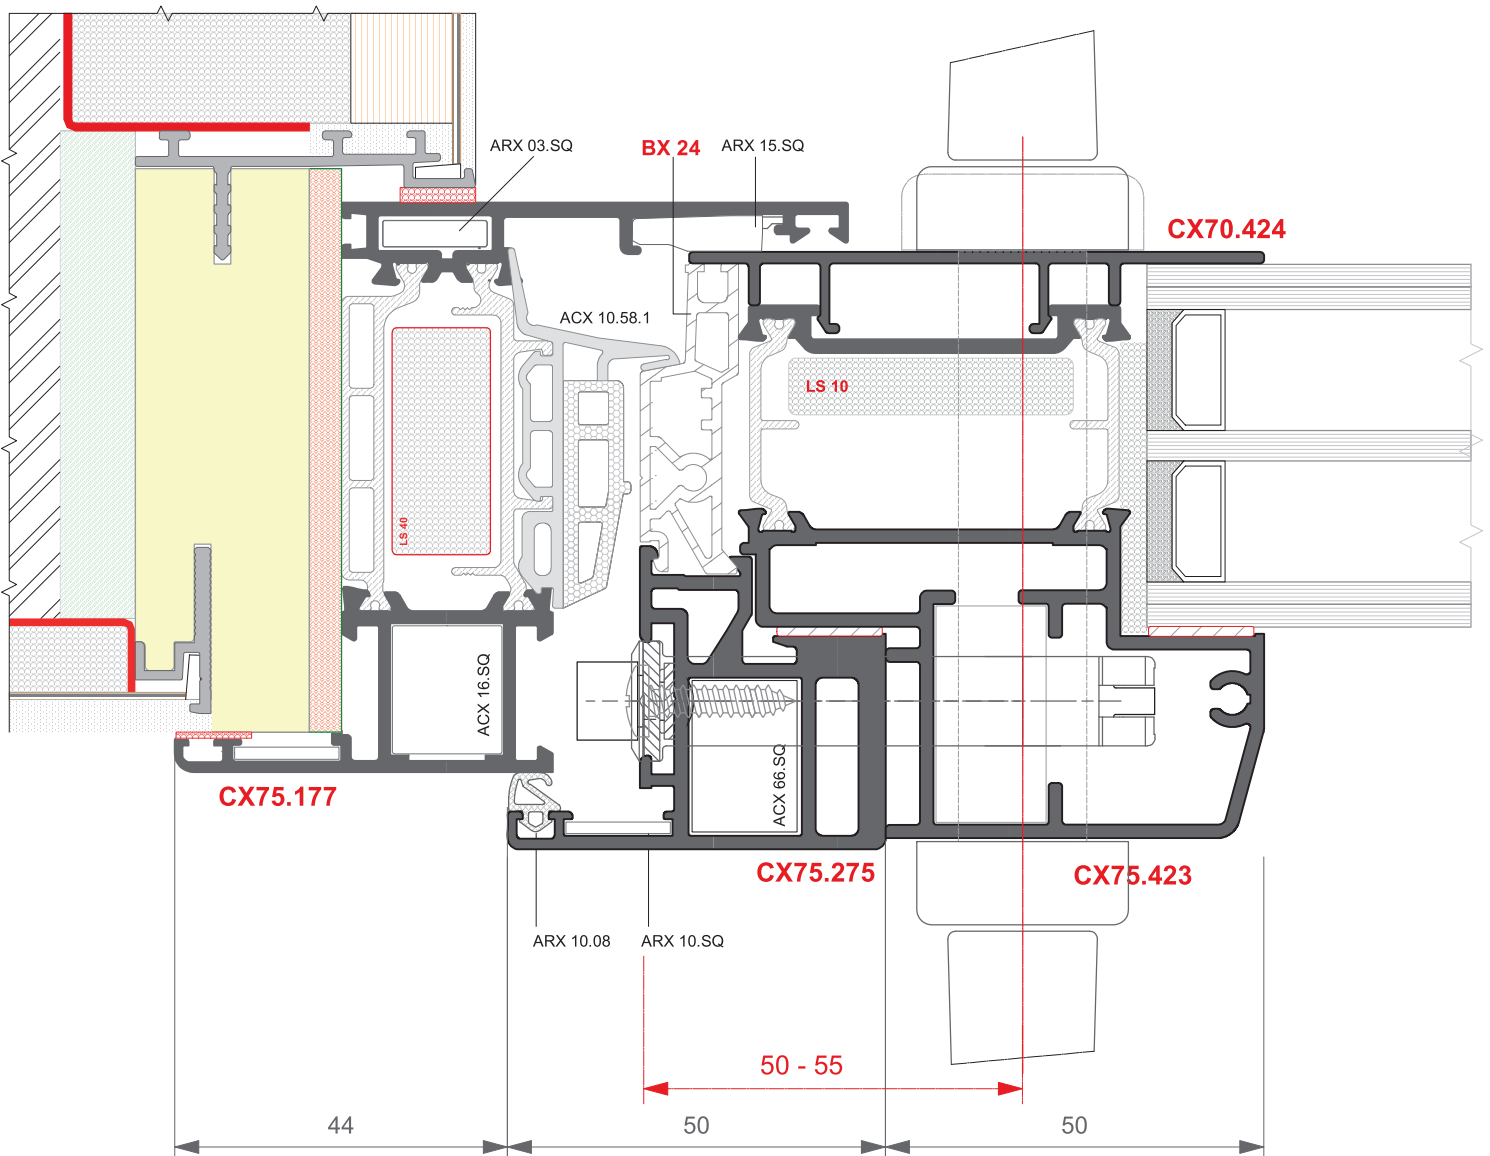 ARX 03.SQ
BX 24
ARX 15.SQ
CX70.424
ACX 10.58.1
LS 10
LS 40
ACX 16.SQ
ACX 66.SQ
CX75.177
CX75.275
CX75.423
ARX 10.08
ARX 10.SQ
50 - 55
44
50
50